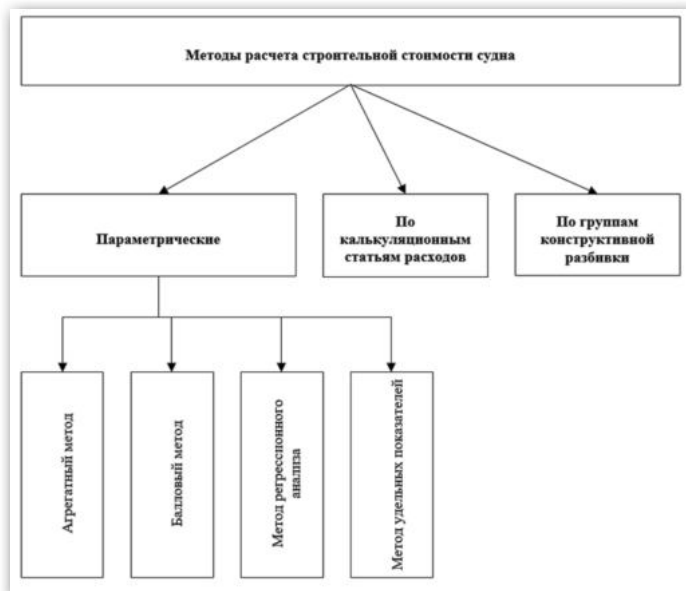 Методы расчета строительной стоимости судна
Параметрические
По
калькуляционным
статьям расходов
По группам
конструктивной
разбивки
Агрегатный метод
Балловый метод
Метод регрессионного
анализа
Метод удельных показателей